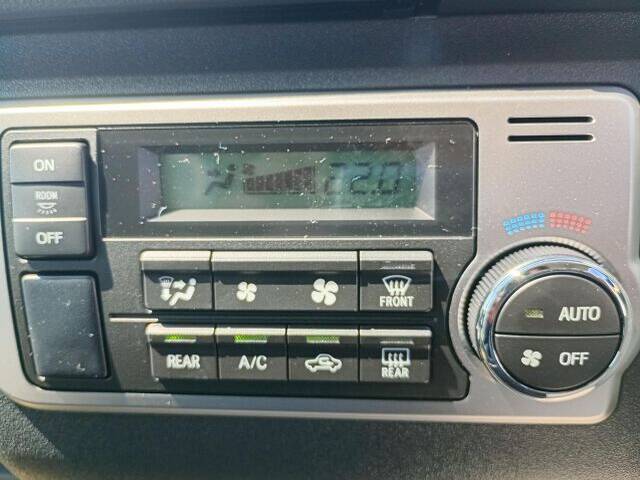 ON
ROOM
OFF
22.0
FRONT
AUTO
OFF
REAR
A/C
REAR